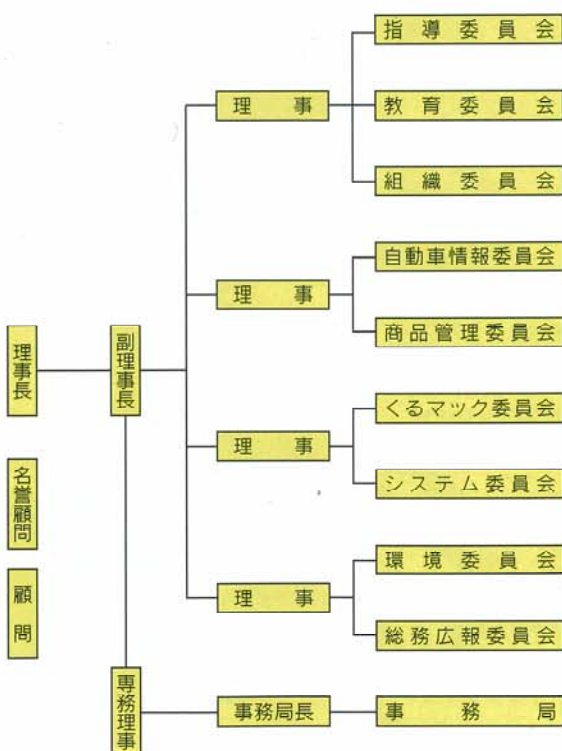 理事長
名誉顧問
顧問
副理事長
専務理事
理事
指導委員会
教育委員会
組織委員会
理事
自動車情報委員会
商品管理委員会
理事
くるマック委員会
システム委員会
理事
環境委員会
総務広報委員会
事務局長
事務局